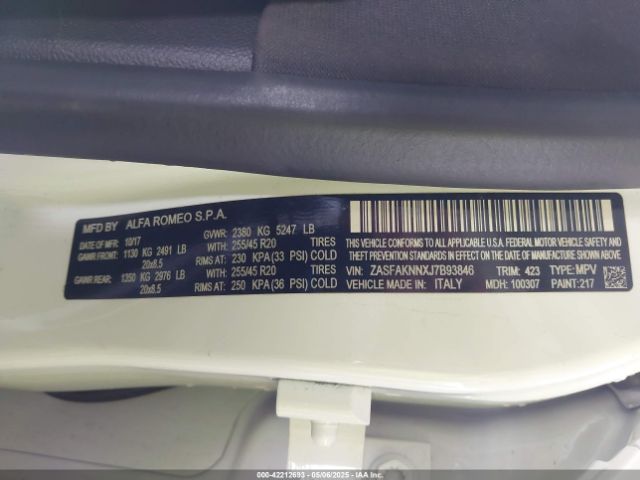 MFD BY ALFA ROMEO S.P.A.
DATE OF MFR: 10/17 GVWR: 2380 KG 5247 LB
GAWR FRONT: 1130 KG 2491 LB WITH: 255/45 R20 TIRES
20x8.5 RIMS AT: 230 KPA(33 PSI) COLD
GAWR REAR: 1350 KG 2976 LB WITH: 255/45 R20 TIRES
20x8.5 RIMS AT: 250 KPA(36 PSI) COLD
THIS VEHICLE CONFORMS TO ALL APPLICABLE U.S.A. FEDERAL MOTOR
VEHICLE SAFETY, BUMPER, AND THEFT PREVENTION STANDARDS
IN EFFECT ON THE DATE OF MANUFACTURE SHOWN ABOVE
VIN: ZASFAKNNXJ7B93846 TRIM: 423 TYPE: MPV
VEHICLE MADE IN: ITALY MDH: 100307 PAINT: 217
000-42212693 - 05/06/2025 - IAAI.com